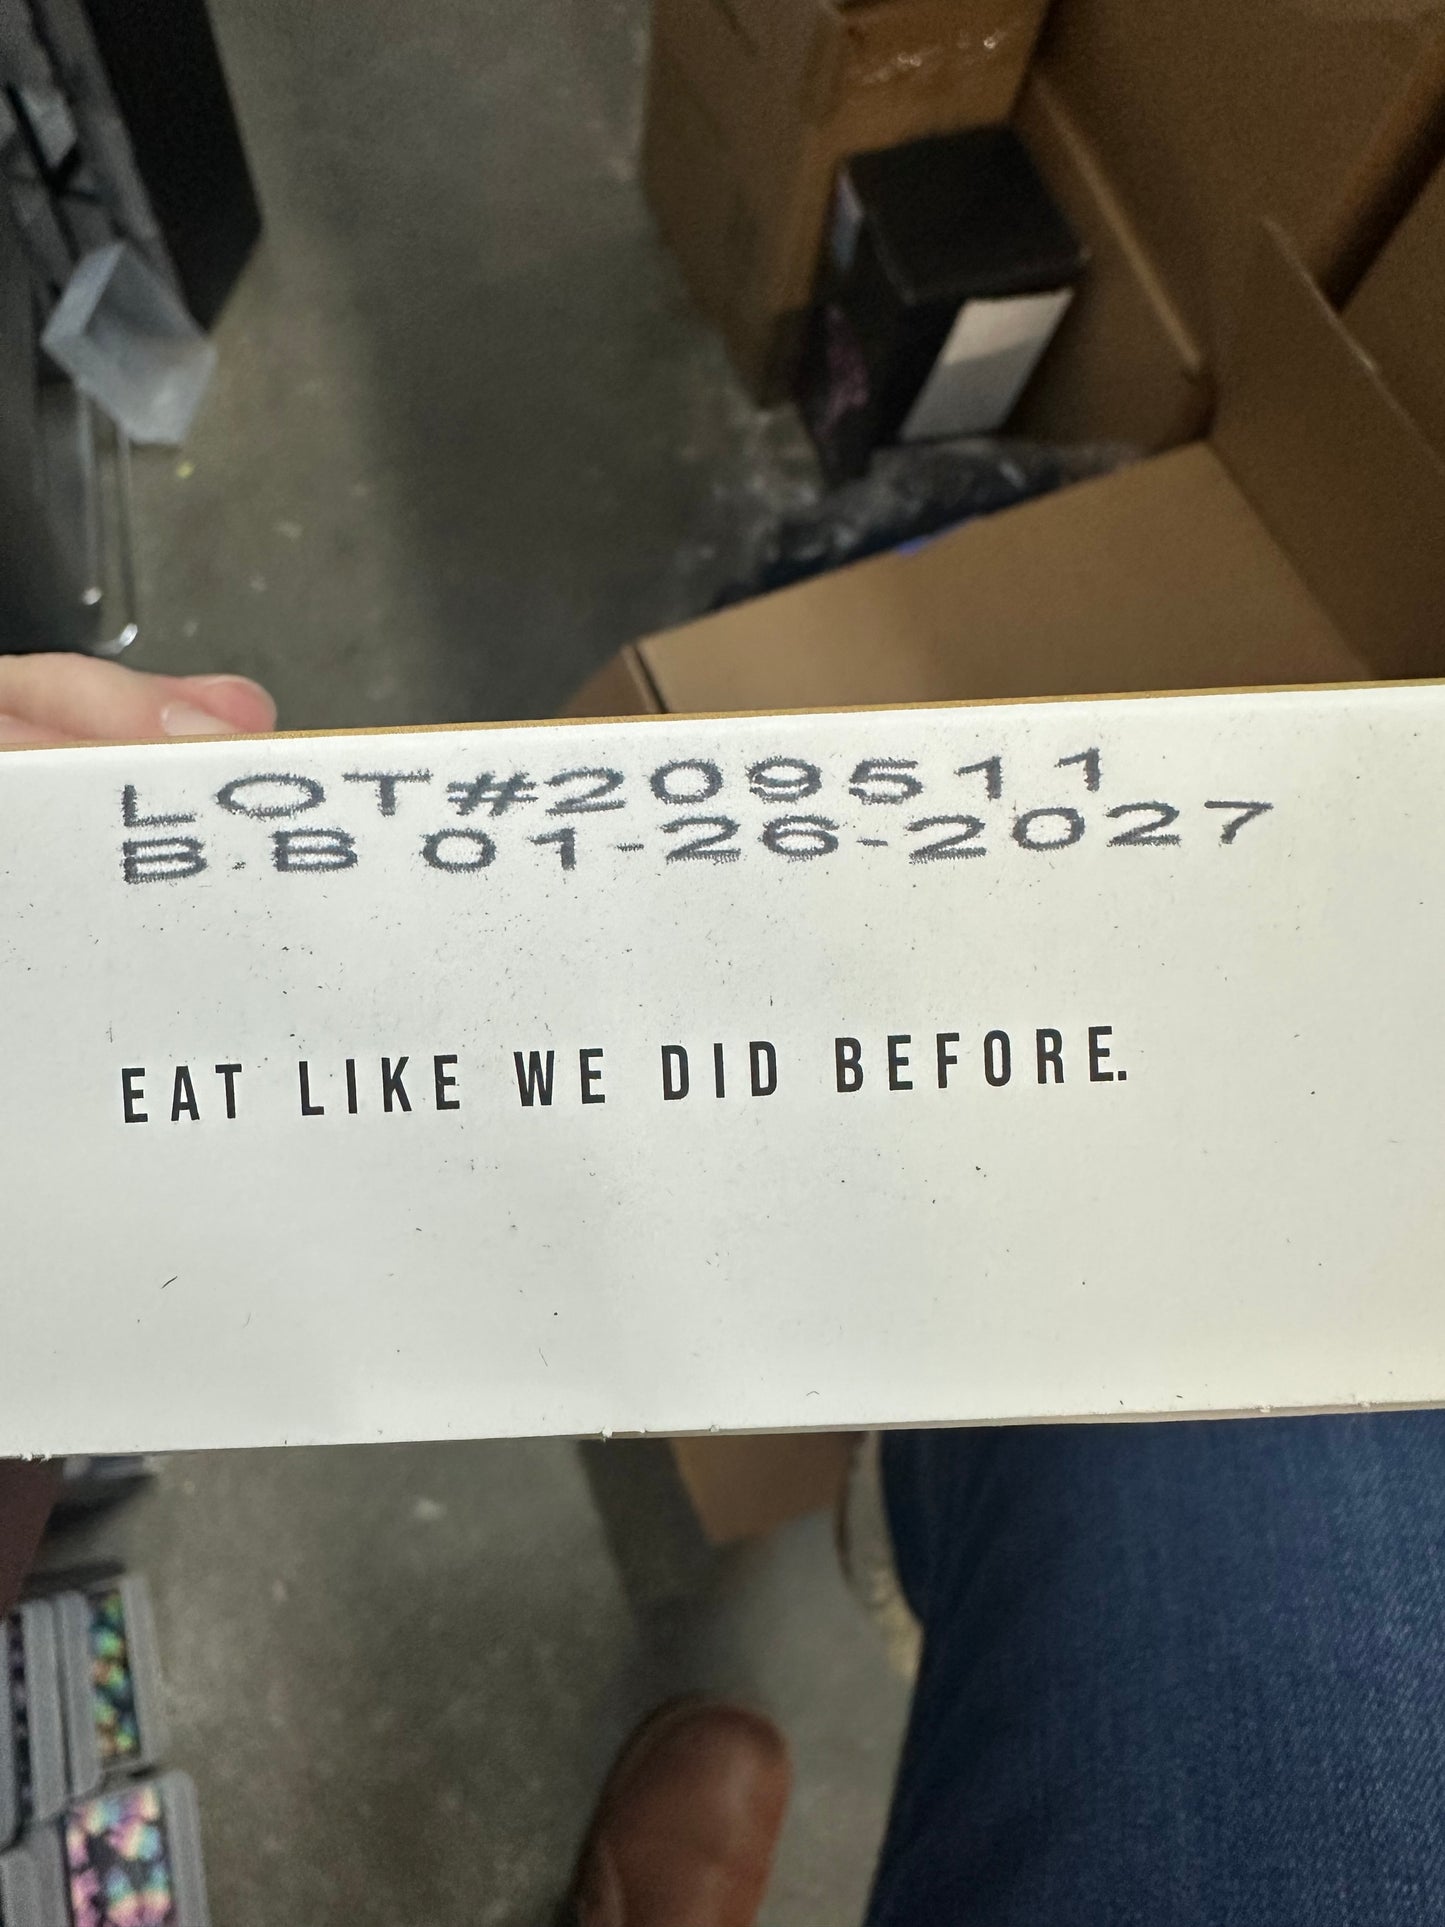 LOT#209511
B.B 01-26-2027
EAT LIKE WE DID BEFORE.